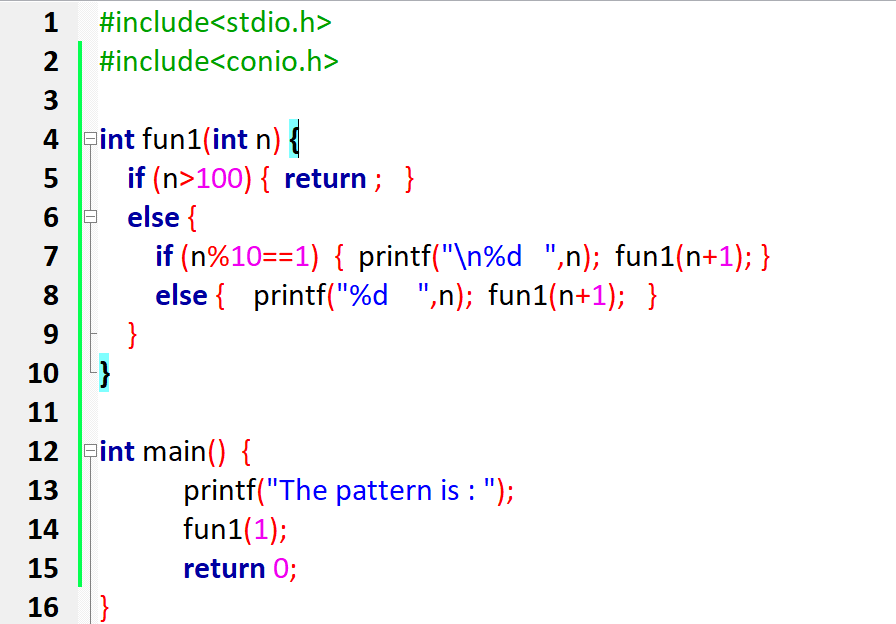 1 #include<stdio.h>
2 #include<conio.h>
3
4 int fun1(int n) {
5 if (n>100) { return ; }
6 else {
7 if (n%10==1) { printf("\n%d ",n); fun1(n+1); }
8 else { printf("%d ",n); fun1(n+1); }
9 }
10 }
11
12 int main() {
13 printf("The pattern is : ");
14 fun1(1);
15 return 0;
16 }